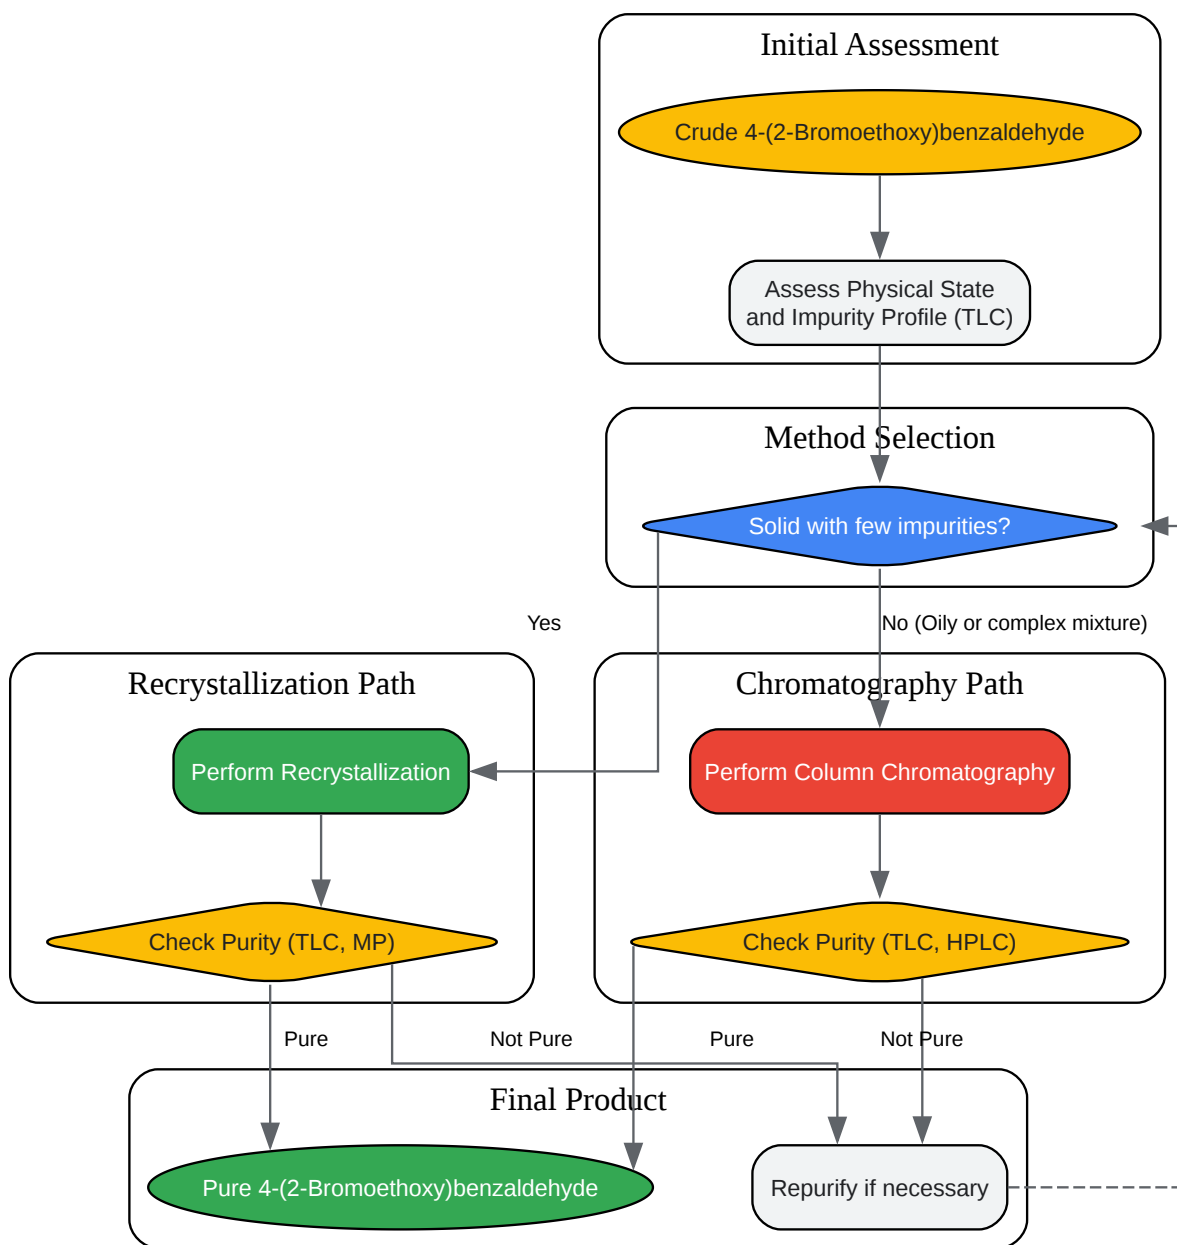 Initial Assessment
Crude 4-(2-Bromoethoxy)benzaldehyde
Assess Physical State
and Impurity Profile (TLC)
Method Selection
Solid with few impurities?
Yes
No (Oily or complex mixture)
Recrystallization Path
Chromatography Path
Perform Recrystallization
Perform Column Chromatography
Check Purity (TLC, MP)
Check Purity (TLC, HPLC)
Pure
Not Pure
Pure
Not Pure
Final Product
Pure 4-(2-Bromoethoxy)benzaldehyde
Repurify if necessary